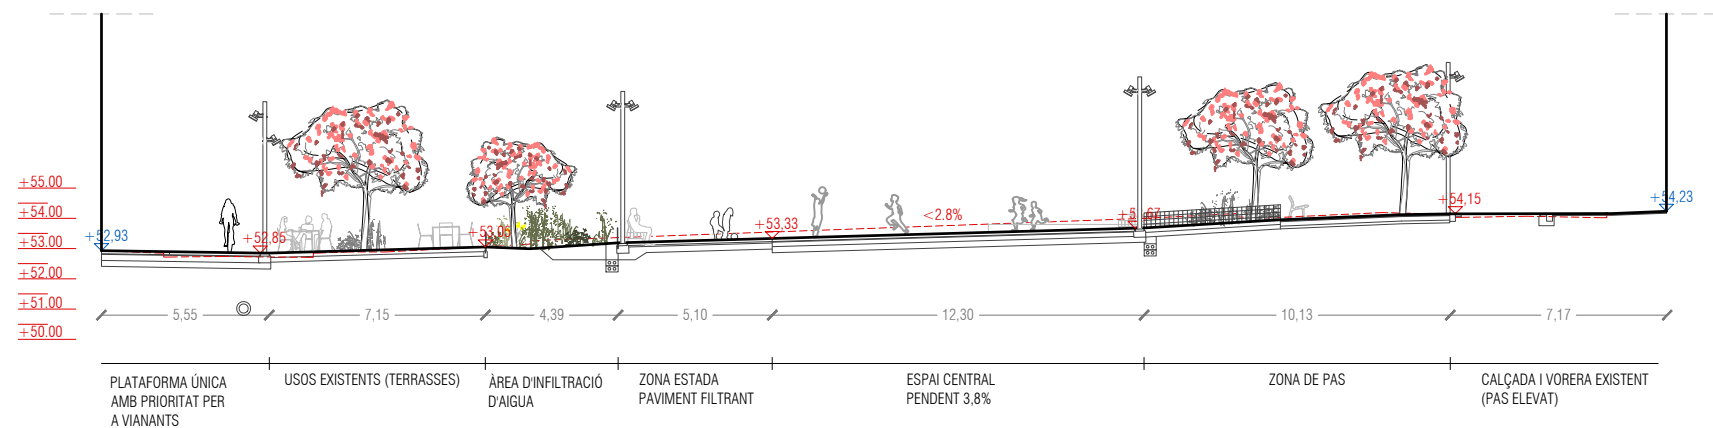 +55.00
+54.00
+53.00
+52.00
+51.00
+50.00
+52,93
+52,85
+53,33
<2.8%
+54,15
+54,23
5,55
7,15
4,39
5,10
12,30
10,13
7,17
PLATAFORMA ÚNICA
AMB PRIORITAT PER
A VIANANTS
USOS EXISTENTS (TERRASSES)
ÀREA D'INFILTRACIÓ
D'AIGUA
ZONA ESTADA
PAVIMENT FILTRANT
ESPAI CENTRAL
PENDENT 3,8%
ZONA DE PAS
CALÇADA I VORERA EXISTENT
(PAS ELEVAT)